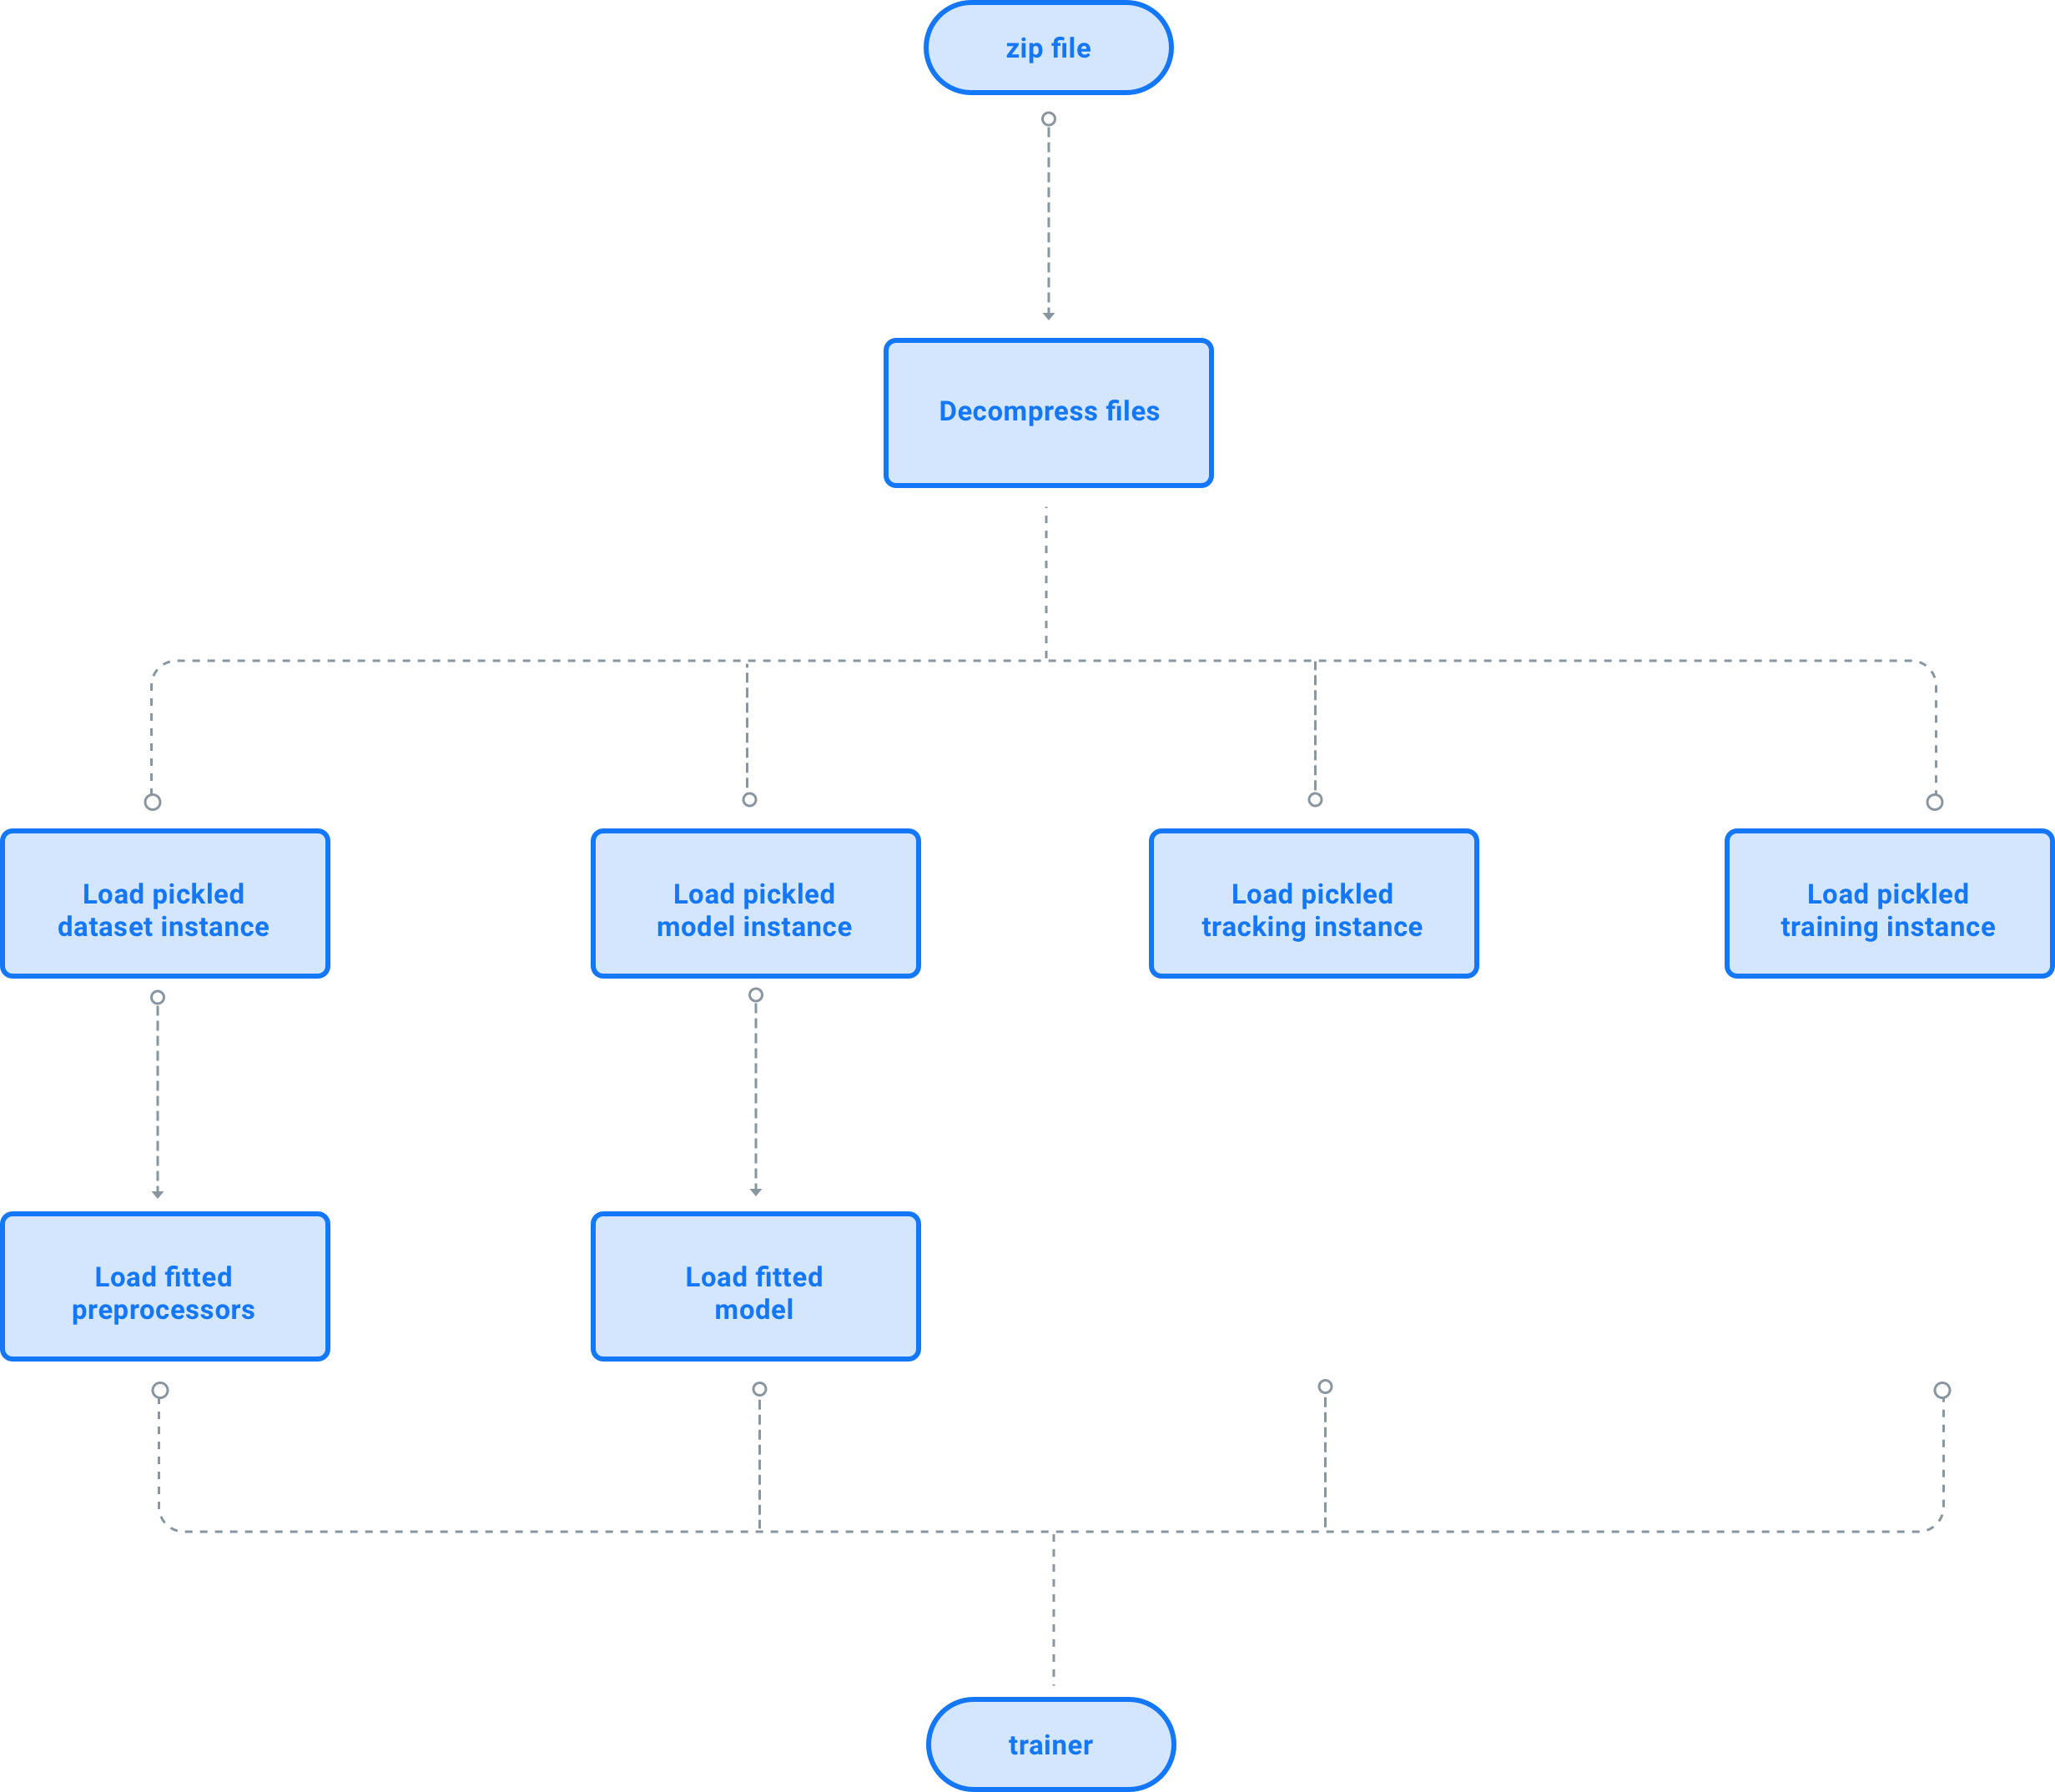 zip file
Decompress files
Load pickled
dataset instance
Load pickled
model instance
Load pickled
tracking instance
Load pickled
training instance
Load fitted
preprocessors
Load fitted
model
trainer